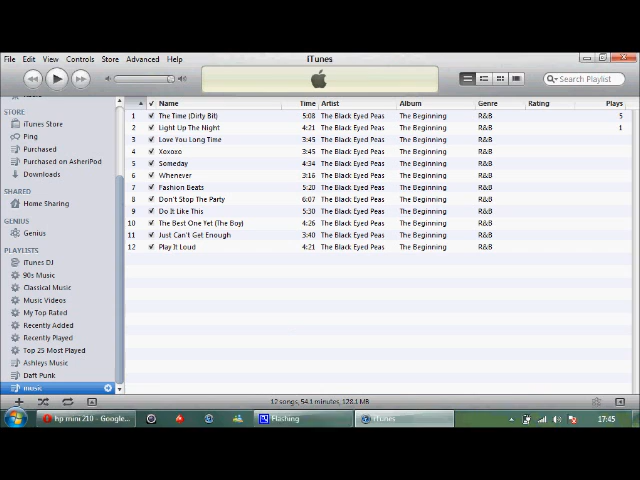 iTunes
File Edit View Controls Store Advanced Help
Search Playlist
Name Time Artist Album Genre Rating Plays
1 The Time (Dirty Bit) 5:08 The Black Eyed Peas The Beginning R&B 5
2 Light Up The Night 4:21 The Black Eyed Peas The Beginning R&B 1
3 Love You Long Time 3:45 The Black Eyed Peas The Beginning R&B
4 Xoxoxo 3:45 The Black Eyed Peas The Beginning R&B
5 Someday 4:34 The Black Eyed Peas The Beginning R&B
6 Whenever 3:16 The Black Eyed Peas The Beginning R&B
7 Fashion Beats 5:20 The Black Eyed Peas The Beginning R&B
8 Don't Stop The Party 6:07 The Black Eyed Peas The Beginning R&B
9 Do It Like This 5:30 The Black Eyed Peas The Beginning R&B
10 The Best One Yet (The Boy) 4:26 The Black Eyed Peas The Beginning R&B
11 Just Can't Get Enough 3:40 The Black Eyed Peas The Beginning R&B
12 Play It Loud 4:21 The Black Eyed Peas The Beginning R&B
STORE
iTunes Store
Ping
Purchased
Purchased on AsheriPod
Downloads
SHARED
Home Sharing
GENIUS
Genius
PLAYLISTS
iTunes DJ
90s Music
Classical Music
Music Videos
My Top Rated
Recently Added
Recently Played
Top 25 Most Played
Ashleys Music
Daft Punk
music
12 songs, 54.1 minutes, 128.1 MB
hp mini 210 - Google...
Flashing
iTunes
17:45